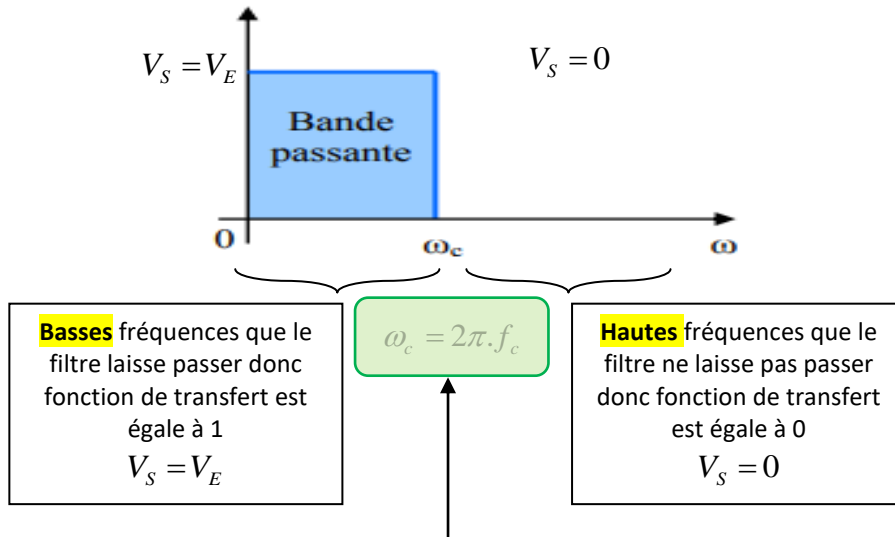 V_S = V_E
V_S = 0
Bande
passante
0
ω_c
ω
Basses fréquences que le
filtre laisse passer donc
fonction de transfert est
égale à 1
V_S = V_E
ω_c = 2π.f_c
Hautes fréquences que le
filtre ne laisse pas passer
donc fonction de transfert
est égale à 0
V_S = 0